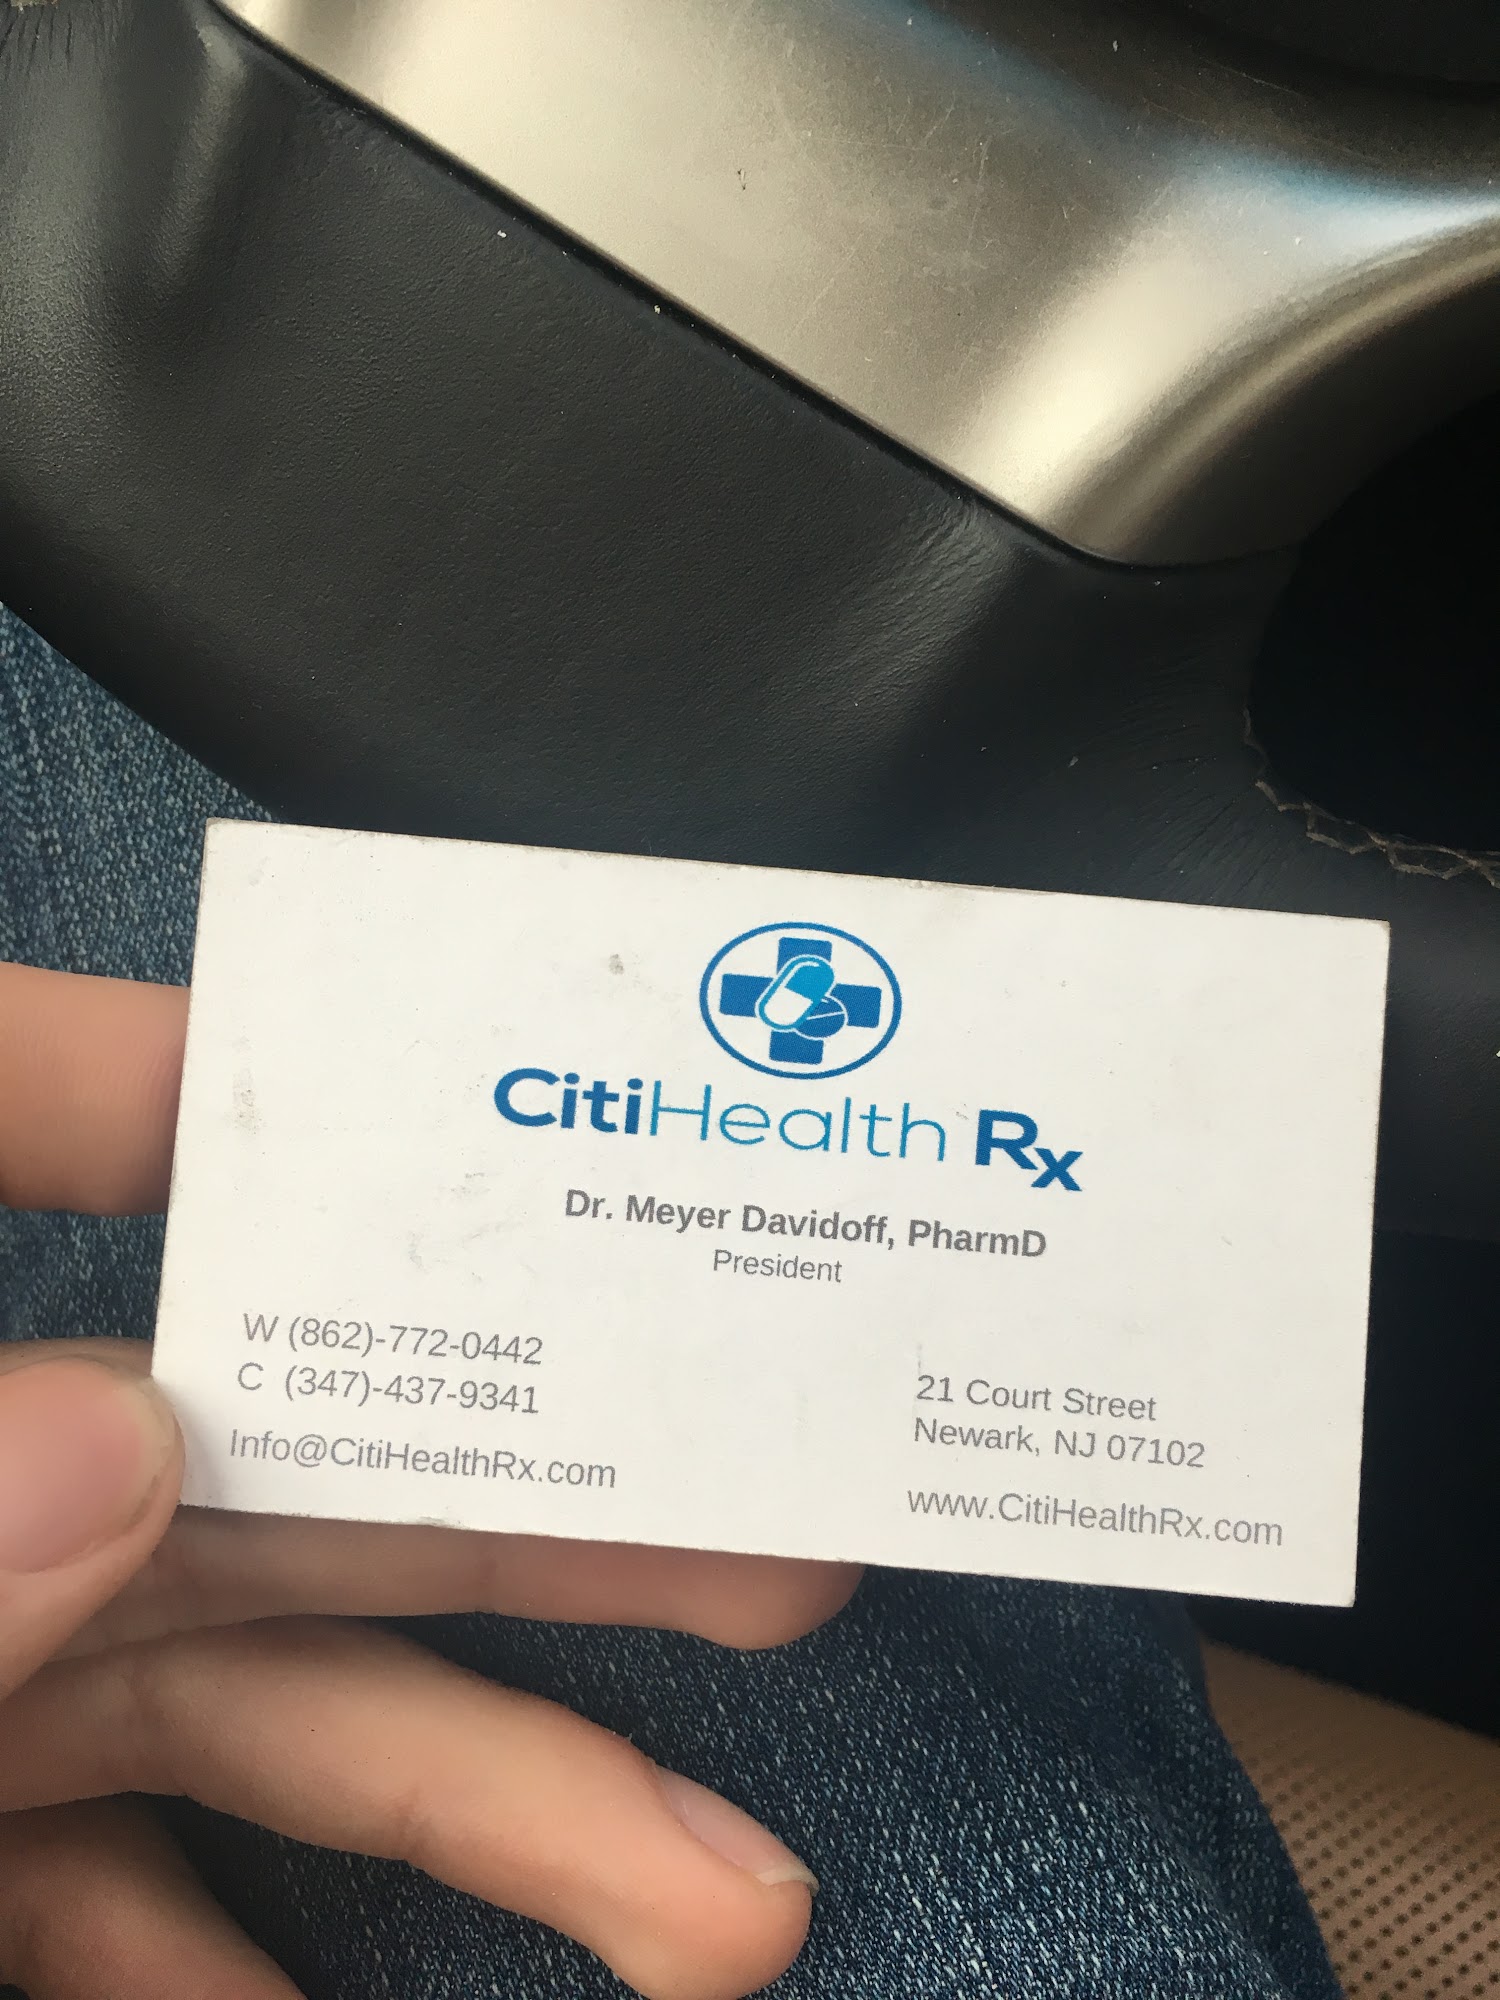 CitiHealth Rx
Dr. Meyer Davidoff, PharmD
President
W (862)-772-0442
C (347)-437-9341
Info@CitiHealthRx.com
21 Court Street
Newark, NJ 07102
www.CitiHealthRx.com